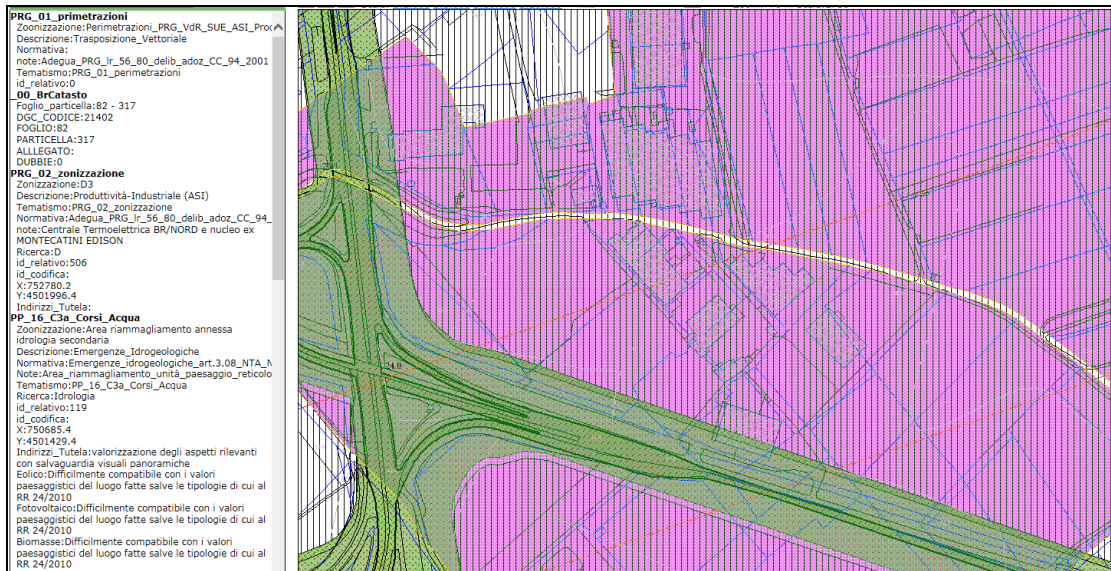 PRG_01_primetrazioni
Zoonizzazione:Perimetrazioni_PRG_VdR_SUE_ASI_Proc
Descrizione:Trasposizione_Vettoriale
Normativa:
note:Adegua_PRG_lr_56_80_delib_adoz_CC_94_2001
Tematismo:PRG_01_perimetrazioni
id_relativo:0
_00_BrCatasto
Foglio_particella:82 - 317
DGC_CODICE:21402
FOGLIO:82
PARTICELLA:317
ALLLEGATO:
DUBBIE:0
PRG_02_zonizzazione
Zonizzazione:D3
Descrizione:Produttività-Industriale (ASI)
Tematismo:PRG_02_zonizzazione
Normativa:Adegua_PRG_lr_56_80_delib_adoz_CC_94_
note:Centrale Termoelettrica BR/NORD e nucleo ex
MONTECATINI EDISON
Ricerca:D
id_relativo:506
id_codifica:
X:752780.2
Y:4501996.4
Indirizzi_Tutela:
PP_16_C3a_Corsi_Acqua
Zoonizzazione:Area riammagliamento annessa
idrologia secondaria
Descrizione:Emergenze_Idrogeologiche
Normativa:Emergenze_idrogeologiche_art.3.08_NTA_N
Note:Area_riammagliamento_unità_paesaggio_reticolo
Tematismo:PP_16_C3a_Corsi_Acqua
Ricerca:Idrologia
id_relativo:119
id_codifica:
X:750685.4
Y:4501429.4
Indirizzi_Tutela:valorizzazione degli aspetti rilevanti
con salvaguardia visuali panoramiche
Eolico:Difficilmente compatibile con i valori
paesaggistici del luogo fatte salve le tipologie di cui al
RR 24/2010
Fotovoltaico:Difficilmente compatibile con i valori
paesaggistici del luogo fatte salve le tipologie di cui al
RR 24/2010
Biomasse:Difficilmente compatibile con i valori
paesaggistici del luogo fatte salve le tipologie di cui al
RR 24/2010